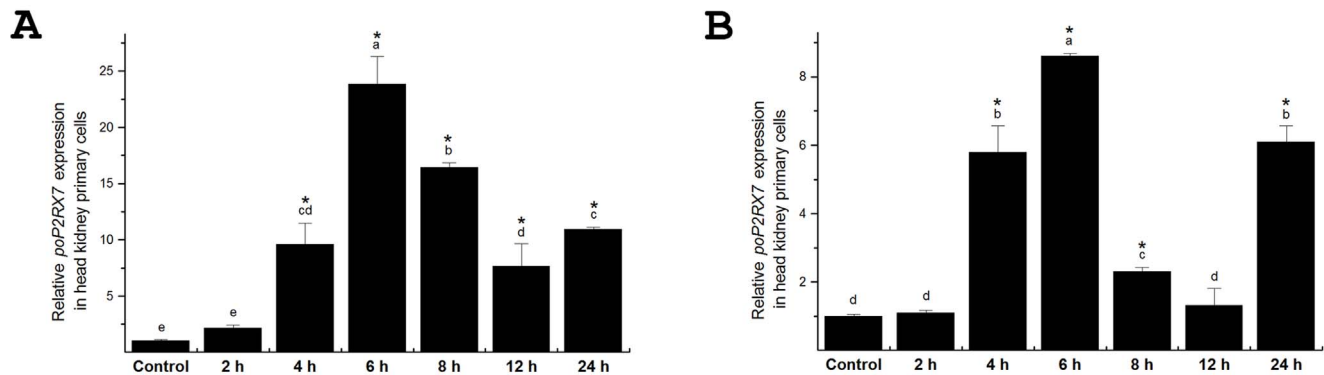 A
Relative poP2RX7 expression
in head kidney primary cells
25
20
15
10
5
e
e
*
cd
*
a
*
b
*
d
*
c
Control 2 h 4 h 6 h 8 h 12 h 24 h
B
Relative poP2RX7 expression
in head kidney primary cells
8
6
4
2
d
d
*
b
*
a
*
c
d
*
b
Control 2 h 4 h 6 h 8 h 12 h 24 h